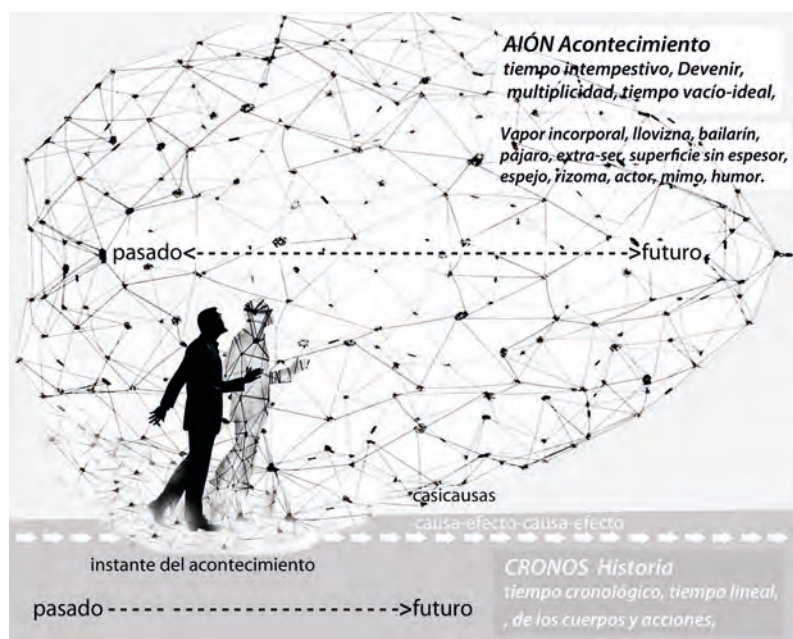 AIÓN Acontecimiento
tiempo intempestivo, Devenir,
multiplicidad, tiempo vacío-ideal,
Vapor incorporal, llovizna, bailarín,
pájaro, extra-ser, superficie sin espesor,
espejo, rizoma, actor, mimo, humor.
pasado<------------------------------>futuro
casicausas
causa-efecto-causa-efecto
instante del acontecimiento
CRONOS Historia
tiempo cronológico, tiempo lineal,
, de los cuerpos y acciones,
pasado ---------------------->futuro